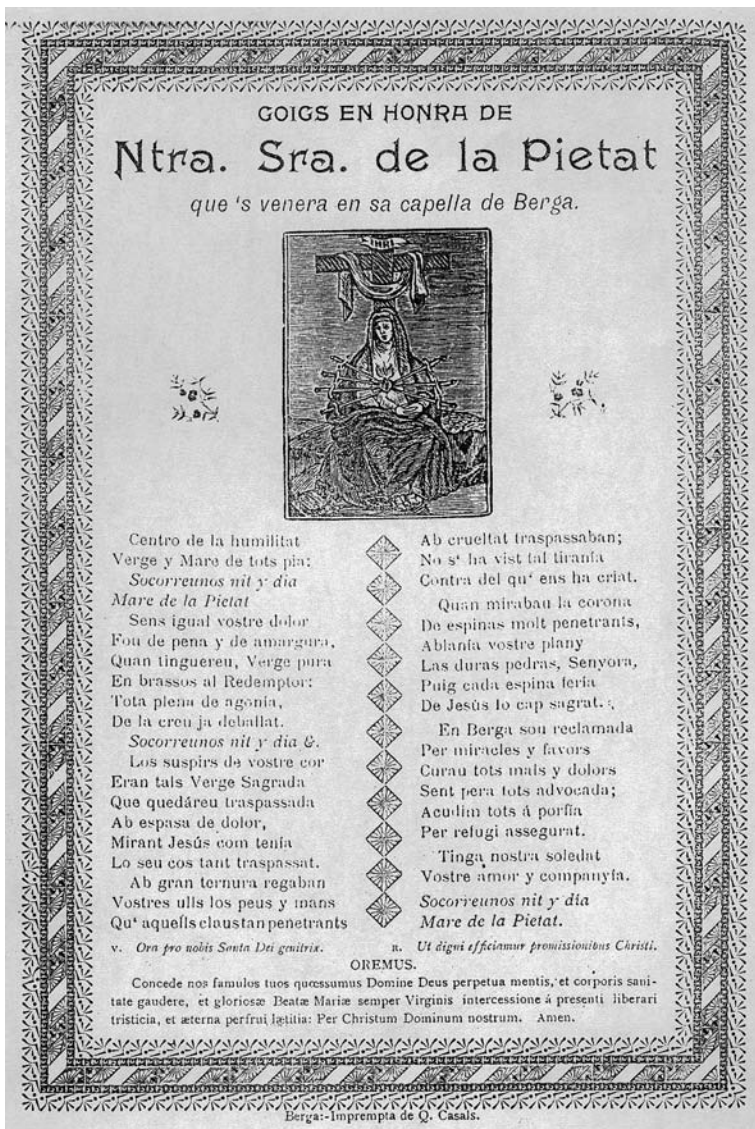 GOIGS EN HONRA DE
Ntra. Sra. de la Pietat
que 's venera en sa capella de Berga.
INRI
Centro de la humilitat
Verge y Mare de tots pia:
Socorreunos nit y dia
Mare de la Pietat
Sens igual vostre dolor
Fou de pena y de amargura,
Quan tinguereu, Verge pura
En brassos al Redemptor:
Tota plena de agonía,
De la creu ja deballat.
Socorreunos nit y dia &.
Los suspirs de vostre cor
Eran tals Verge Sagrada
Que quedáreu traspassada
Ab espasa de dolor,
Mirant Jesús com tenía
Lo seu cos tant traspassat.
Ab gran ternura regaban
Vostres ulls los peus y mans
Qu' aquells claus tan penetrants
Ab crueltat traspassaban;
No s' ha vist tal tiranía
Contra del qu' ens ha criat.
Quan mirabau la corona
De espinas molt penetrants,
Ablanía vostre plany
Las duras pedras, Senyora,
Puig cada espina fería
De Jesús lo cap sagrat.
En Berga sou reclamada
Per miracles y favors
Curau tots mals y dolors
Sent pera tots advocada;
Acudim tots á porfía
Per refugi assegurat.
Tinga nostra soledat
Vostre amor y companyía.
Socorreunos nit y día
Mare de la Pietat.
V. Ora pro nobis Santa Dei genitrix. R. Ut digni efficiamur promissionibus Christi.
OREMUS.
Concede nos famulos tuos quœssumus Domine Deus perpetua mentis, et corporis sani-
tate gaudere, et gloriosæ Beatæ Mariæ semper Virginis intercessione á presenti liberari
tristicia, et æterna perfrui lætitia: Per Christum Dominum nostrum. Amen.
Berga:-Imprempta de Q. Casals.